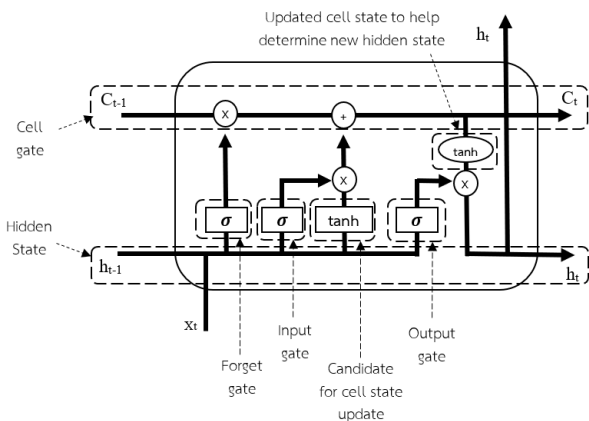 Updated cell state to help
determine new hidden state
hₜ
Cₜ₋₁
Cₜ
Cell
gate
X
+
tanh
X
X
σ
σ
tanh
σ
Hidden
State
hₜ₋₁
hₜ
xₜ
Forget
gate
Input
gate
Candidate
for cell state
update
Output
gate